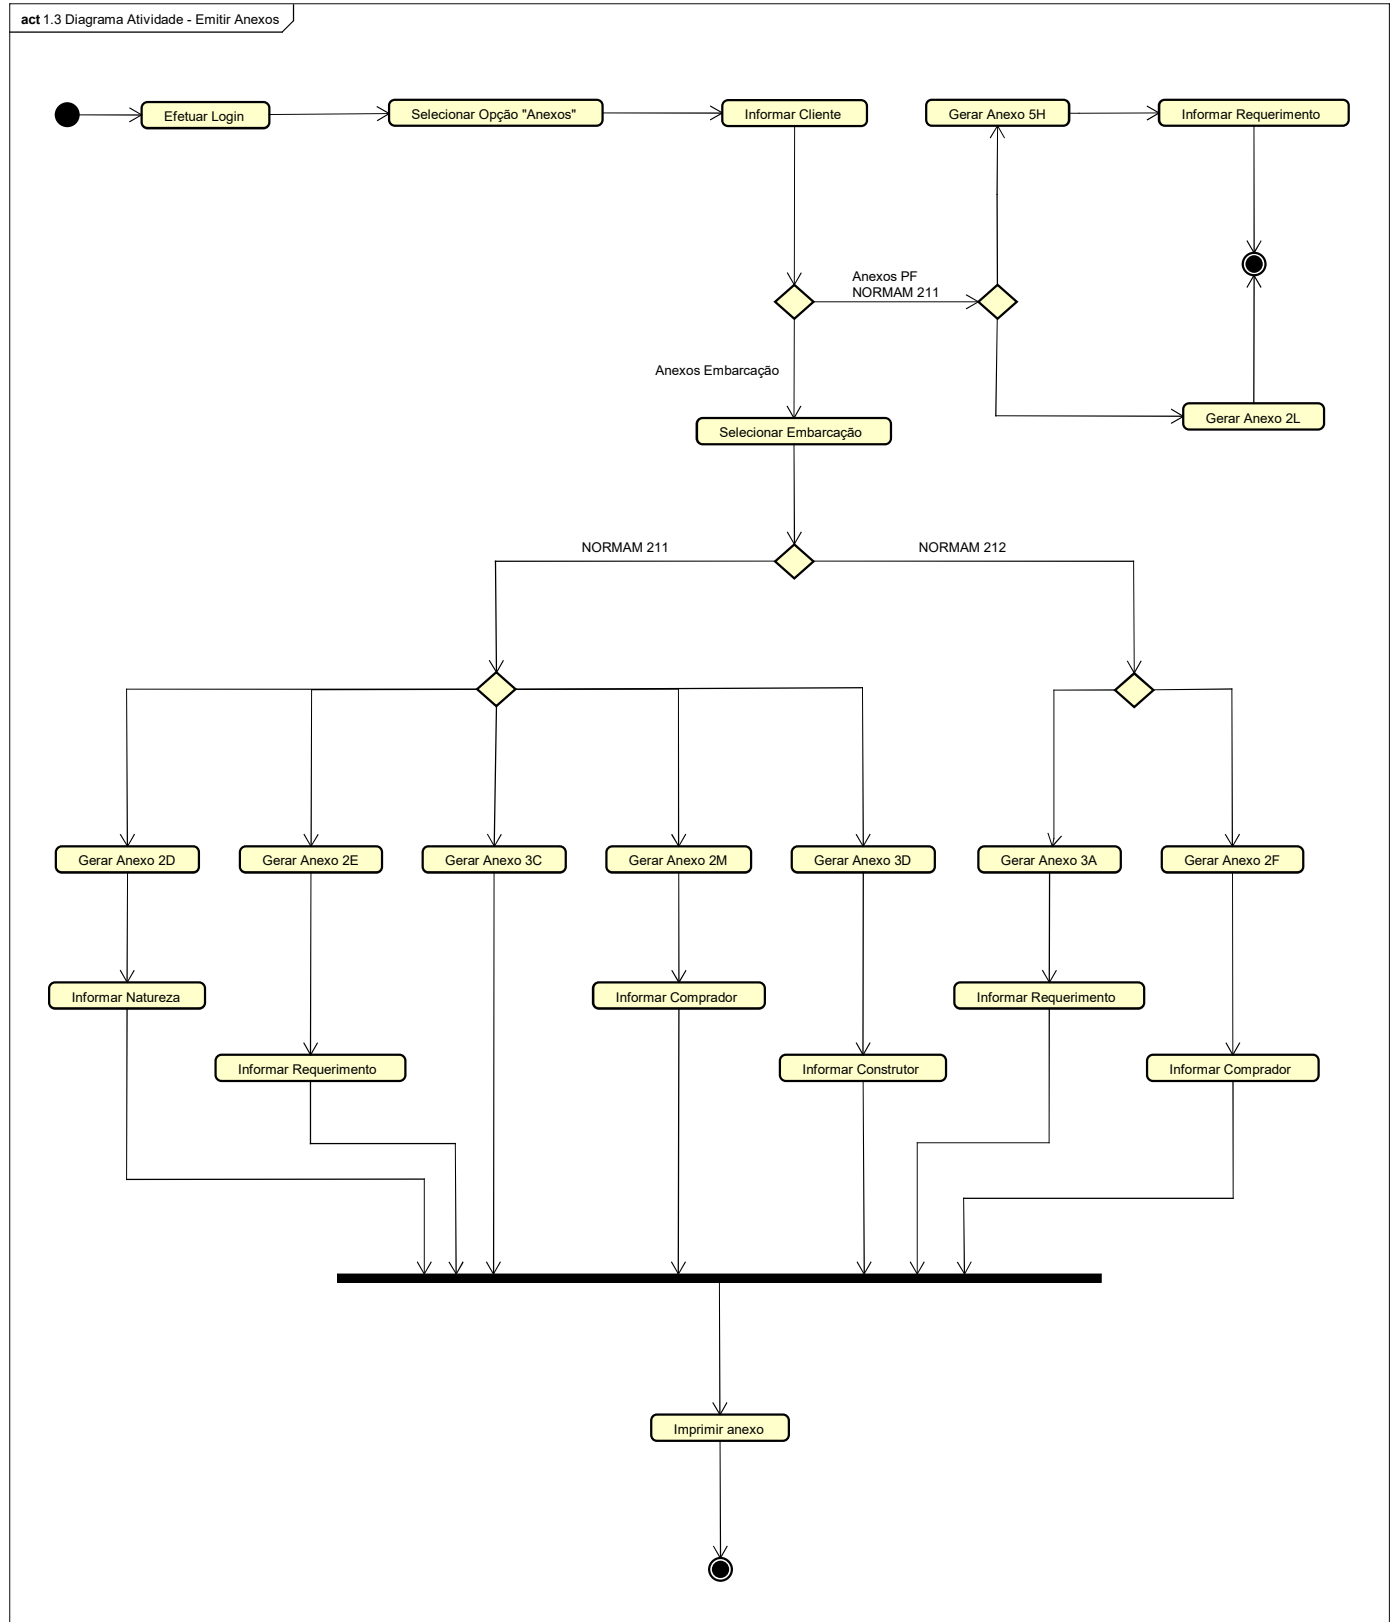 act 1.3 Diagrama Atividade - Emitir Anexos
Efetuar Login
Selecionar Opção "Anexos"
Informar Cliente
Gerar Anexo 5H
Informar Requerimento
Anexos PF
NORMAM 211
Anexos Embarcação
Gerar Anexo 2L
Selecionar Embarcação
NORMAM 211
NORMAM 212
Gerar Anexo 2D
Gerar Anexo 2E
Gerar Anexo 3C
Gerar Anexo 2M
Gerar Anexo 3D
Gerar Anexo 3A
Gerar Anexo 2F
Informar Natureza
Informar Comprador
Informar Requerimento
Informar Requerimento
Informar Construtor
Informar Comprador
Imprimir anexo